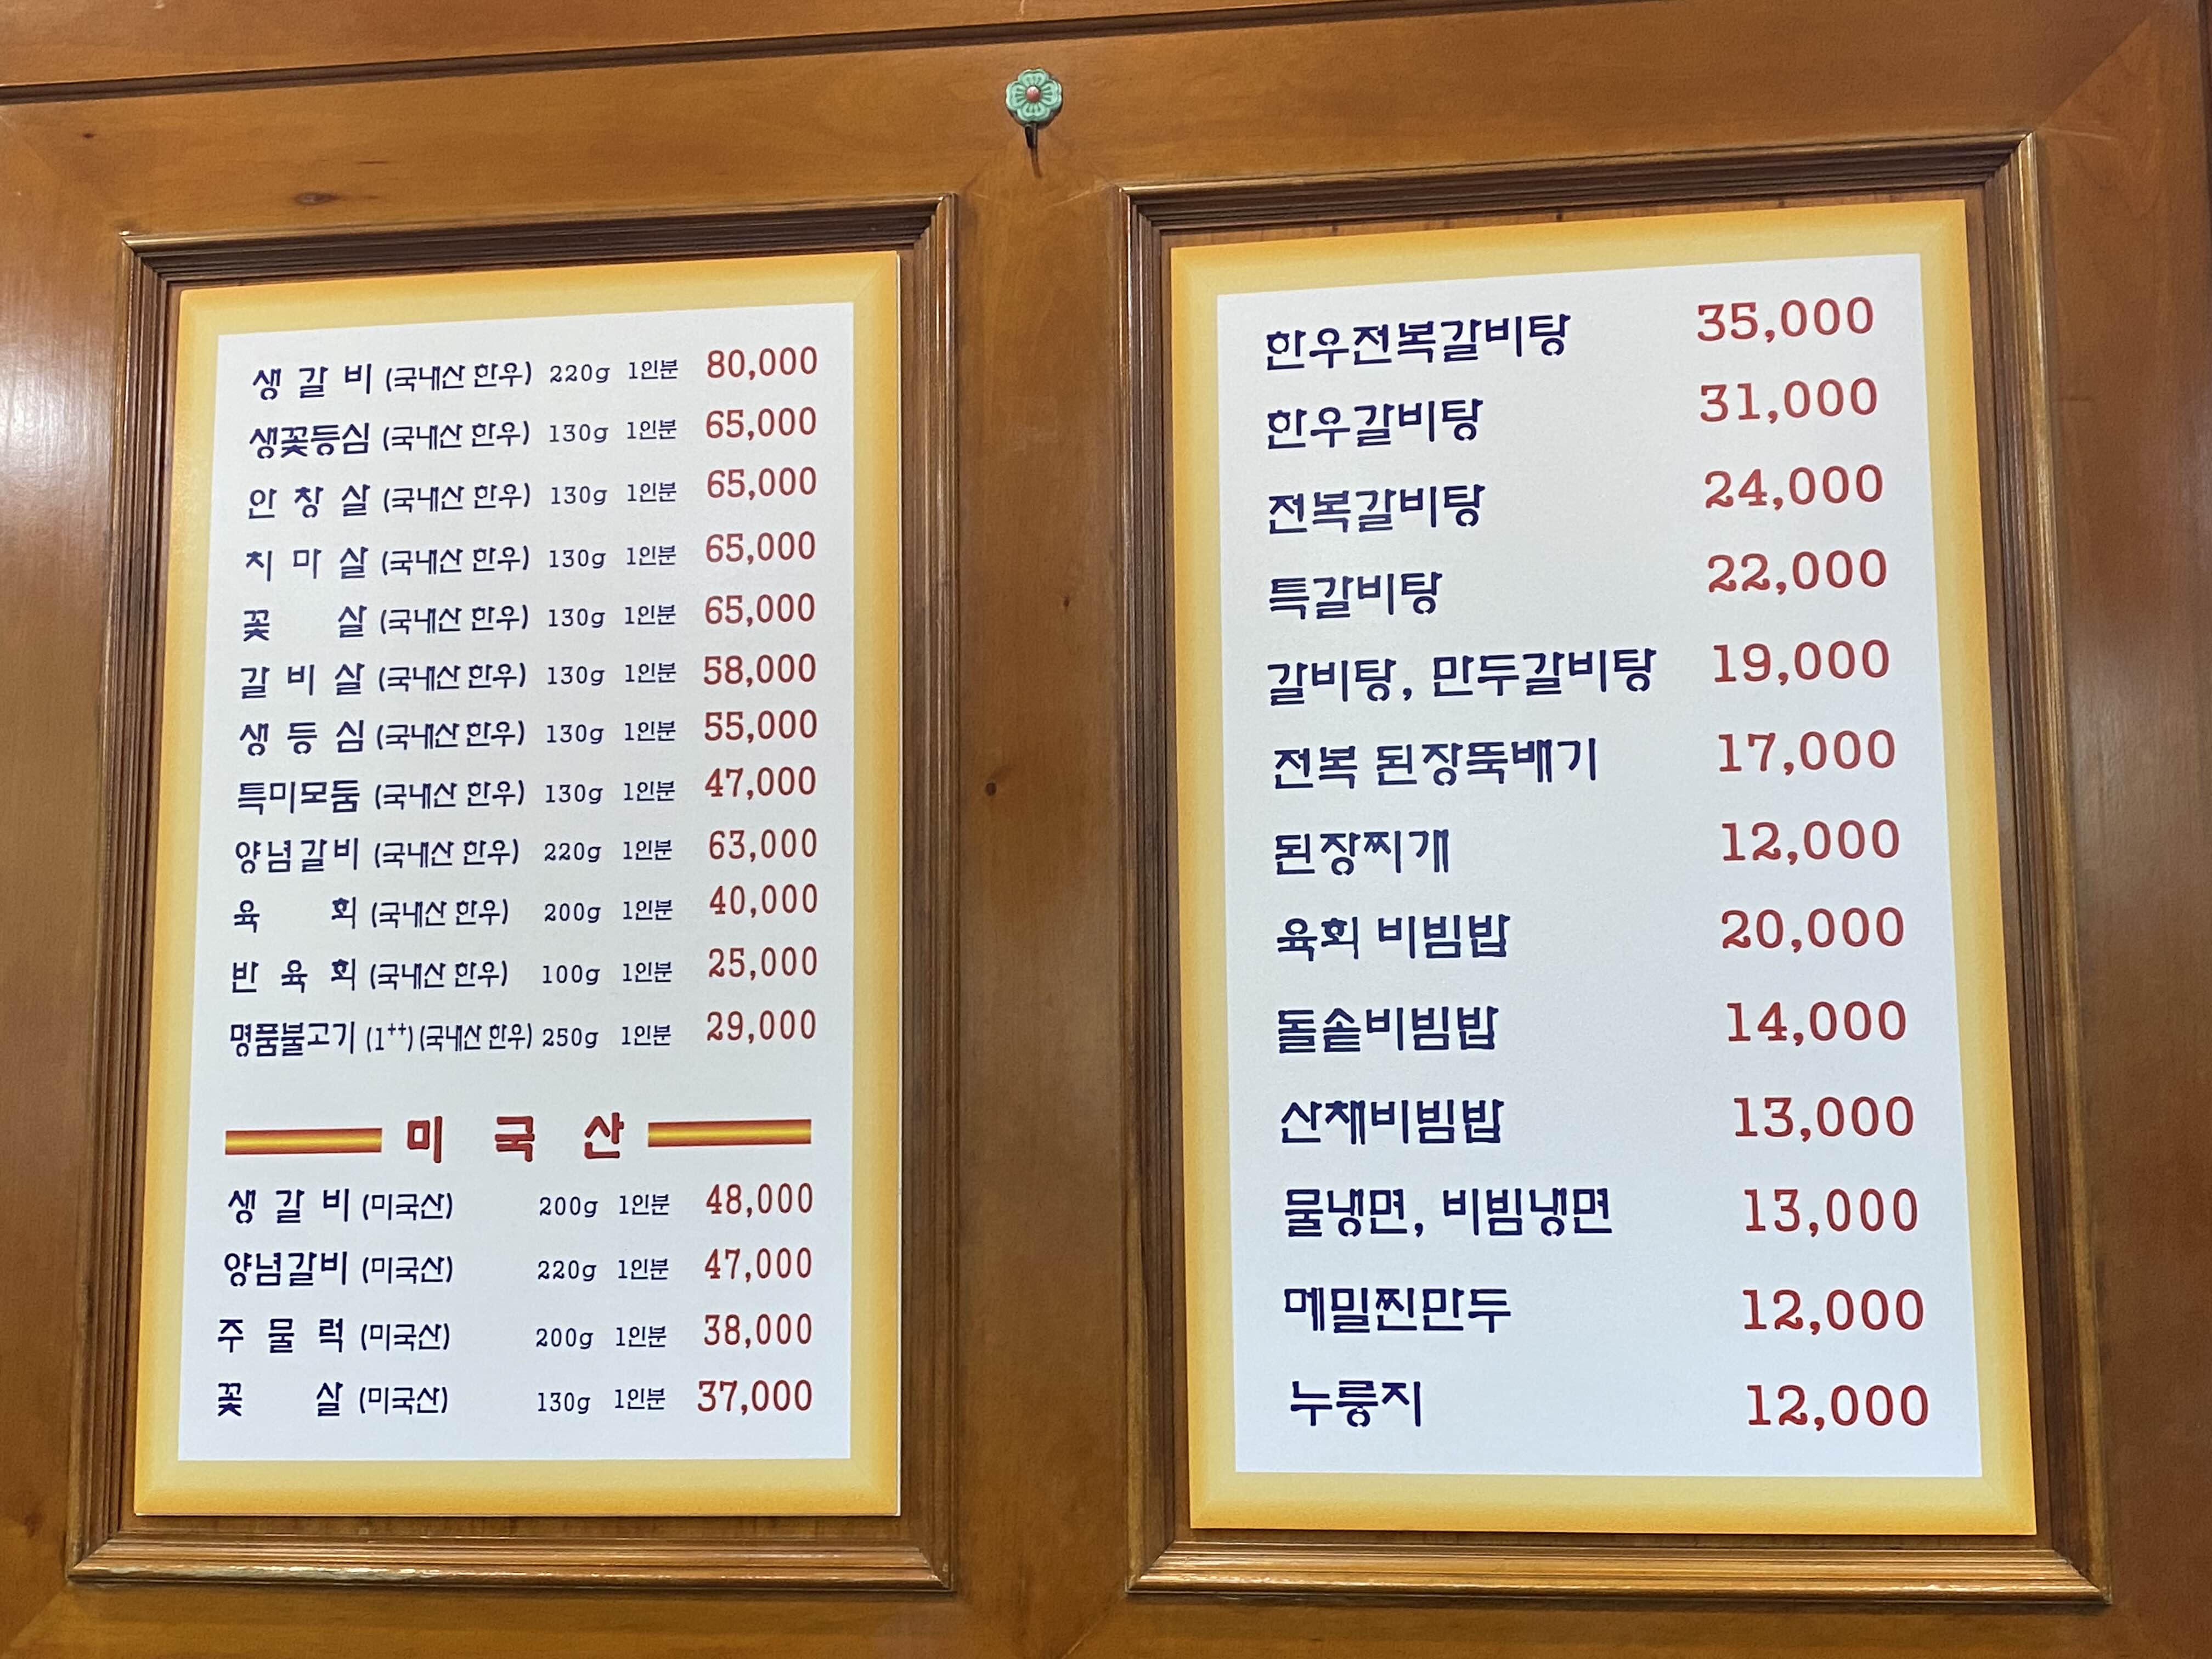 생갈비 (국내산 한우) 220g 1인분 80,000
생꽃등심 (국내산 한우) 130g 1인분 65,000
안창살 (국내산 한우) 130g 1인분 65,000
치마살 (국내산 한우) 130g 1인분 65,000
꽃살 (국내산 한우) 130g 1인분 65,000
갈비살 (국내산 한우) 130g 1인분 58,000
생등심 (국내산 한우) 130g 1인분 55,000
특미모둠 (국내산 한우) 130g 1인분 47,000
양념갈비 (국내산 한우) 220g 1인분 63,000
육회 (국내산 한우) 200g 1인분 40,000
반육회 (국내산 한우) 100g 1인분 25,000
명품불고기 (1++) (국내산 한우) 250g 1인분 29,000
미국산
생갈비 (미국산) 200g 1인분 48,000
양념갈비 (미국산) 220g 1인분 47,000
주물럭 (미국산) 200g 1인분 38,000
꽃살 (미국산) 130g 1인분 37,000
한우전복갈비탕 35,000
한우갈비탕 31,000
전복갈비탕 24,000
특갈비탕 22,000
갈비탕, 만두갈비탕 19,000
전복 된장뚝배기 17,000
된장찌개 12,000
육회 비빔밥 20,000
돌솥비빔밥 14,000
산채비빔밥 13,000
물냉면, 비빔냉면 13,000
메밀찐만두 12,000
누룽지 12,000